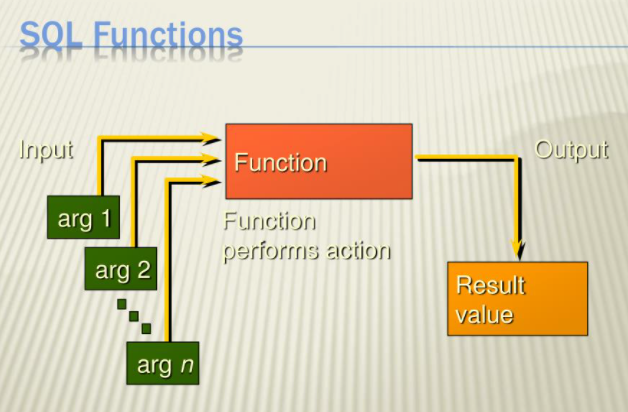 SQL Functions
Input
Function
Output
arg 1
Function
performs action
arg 2
Result
value
arg n